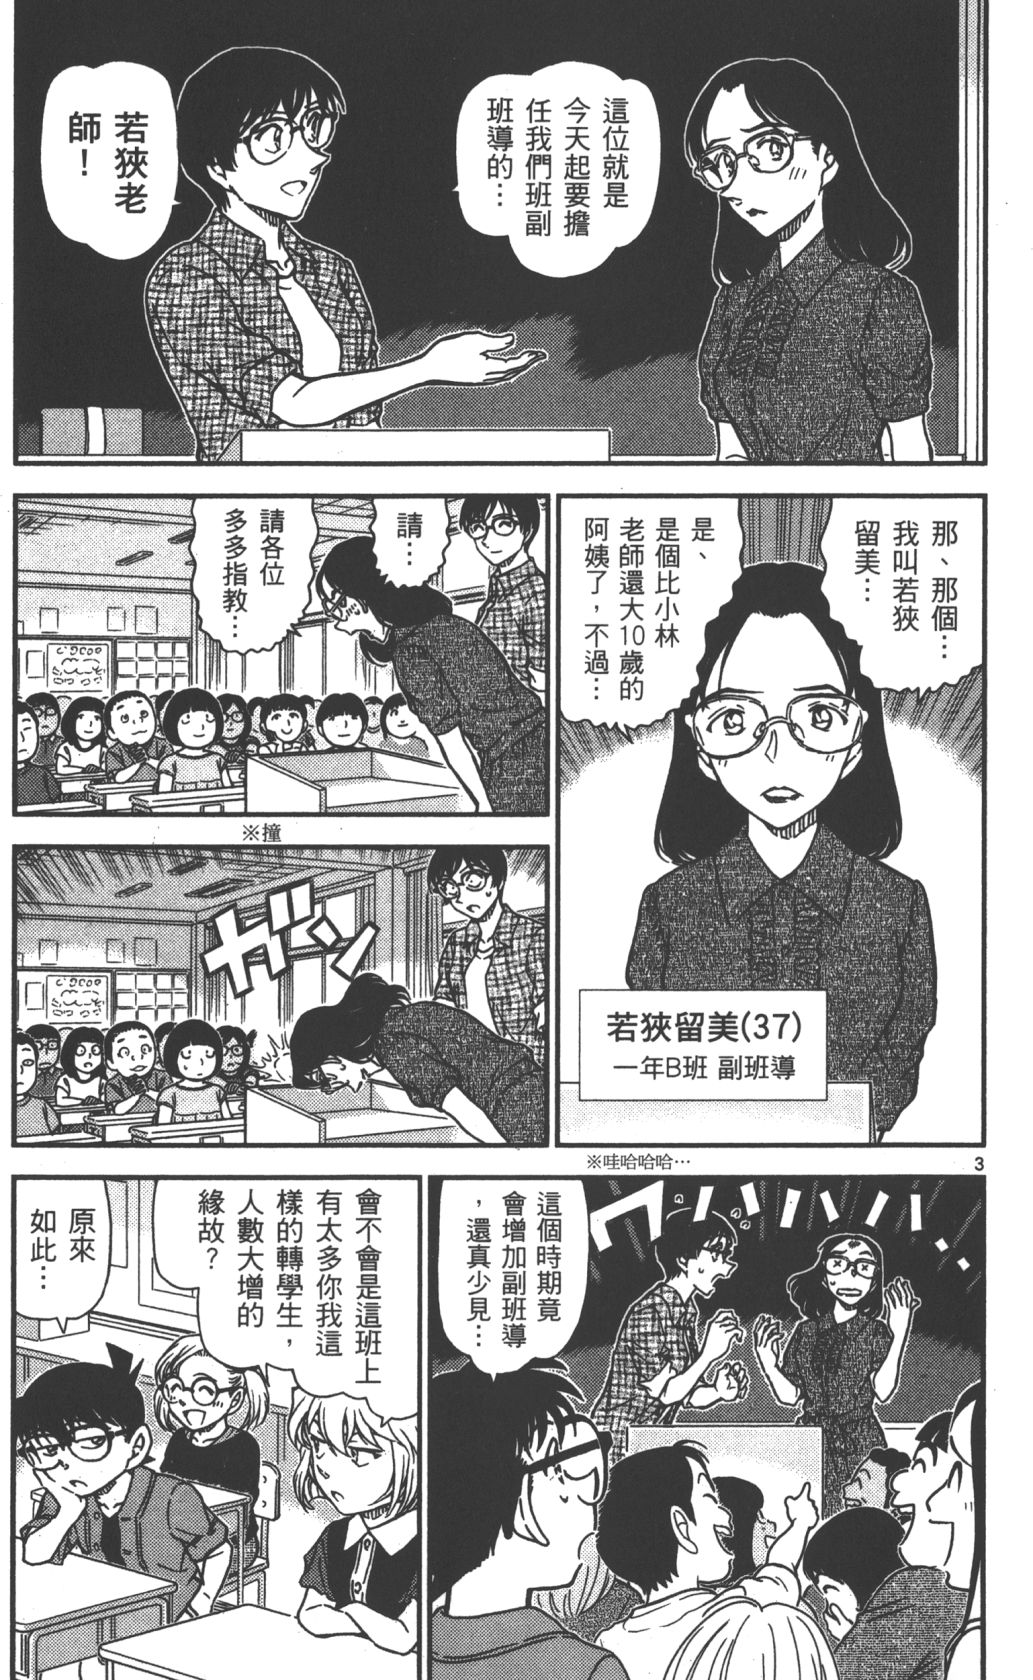 這位就是
今天起要擔
任我們班副
班導的…
若狹老
師！
那、那個…
我叫若狹
留美…
是、
是個比小林
老師還大10歲的
阿姨了，不過…
若狹留美(37)
一年B班 副班導
請…
請各位
多多指教…
※撞
ガンッ
※哇哈哈哈…
3
ワハハハハ…
這個時期竟
會增加副班導
，還真少見…
會不會是這班上
有太多你我這
樣的轉學生，
人數大增的
緣故？
原來
如此…